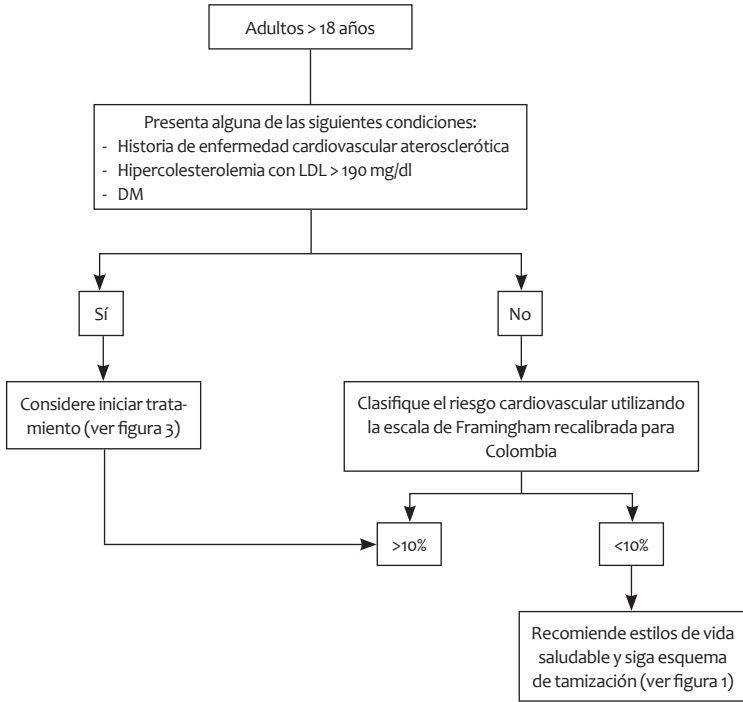 Adultos > 18 años
Presenta alguna de las siguientes condiciones:
- Historia de enfermedad cardiovascular aterosclerótica
- Hipercolesterolemia con LDL > 190 mg/dl
- DM
Sí
No
Considere iniciar trata-
miento (ver figura 3)
Clasifique el riesgo cardiovascular utilizando
la escala de Framingham recalibrada para
Colombia
>10%
<10%
Recomiende estilos de vida
saludable y siga esquema
de tamización (ver figura 1)